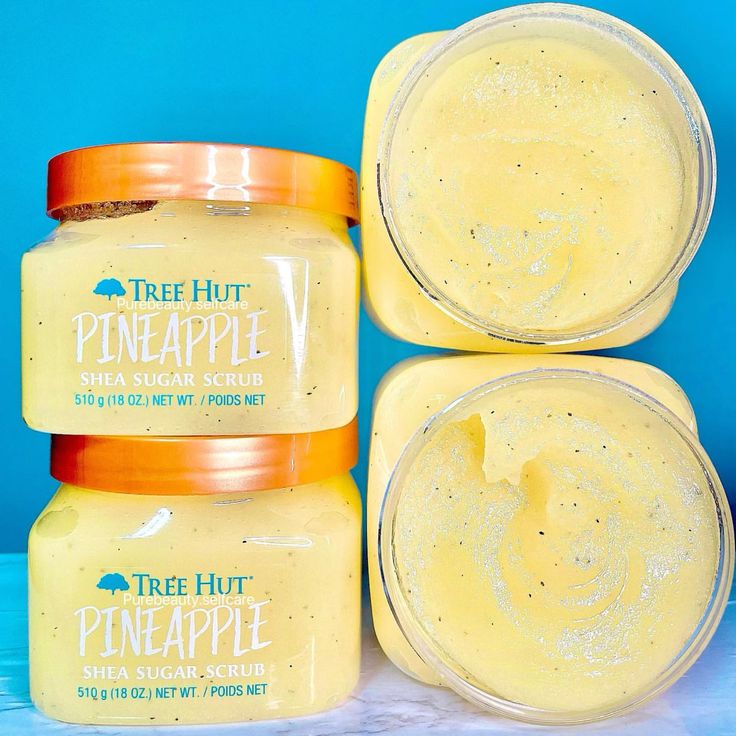 TREE HUT®
Purebeauty.selfcare
PINEAPPLE
SHEA SUGAR SCRUB
510 g (18 OZ.) NET WT. / POIDS NET
TREE HUT®
Purebeauty.selfcare
PINEAPPLE
SHEA SUGAR SCRUB
510 g (18 OZ.) NET WT. / POIDS NET